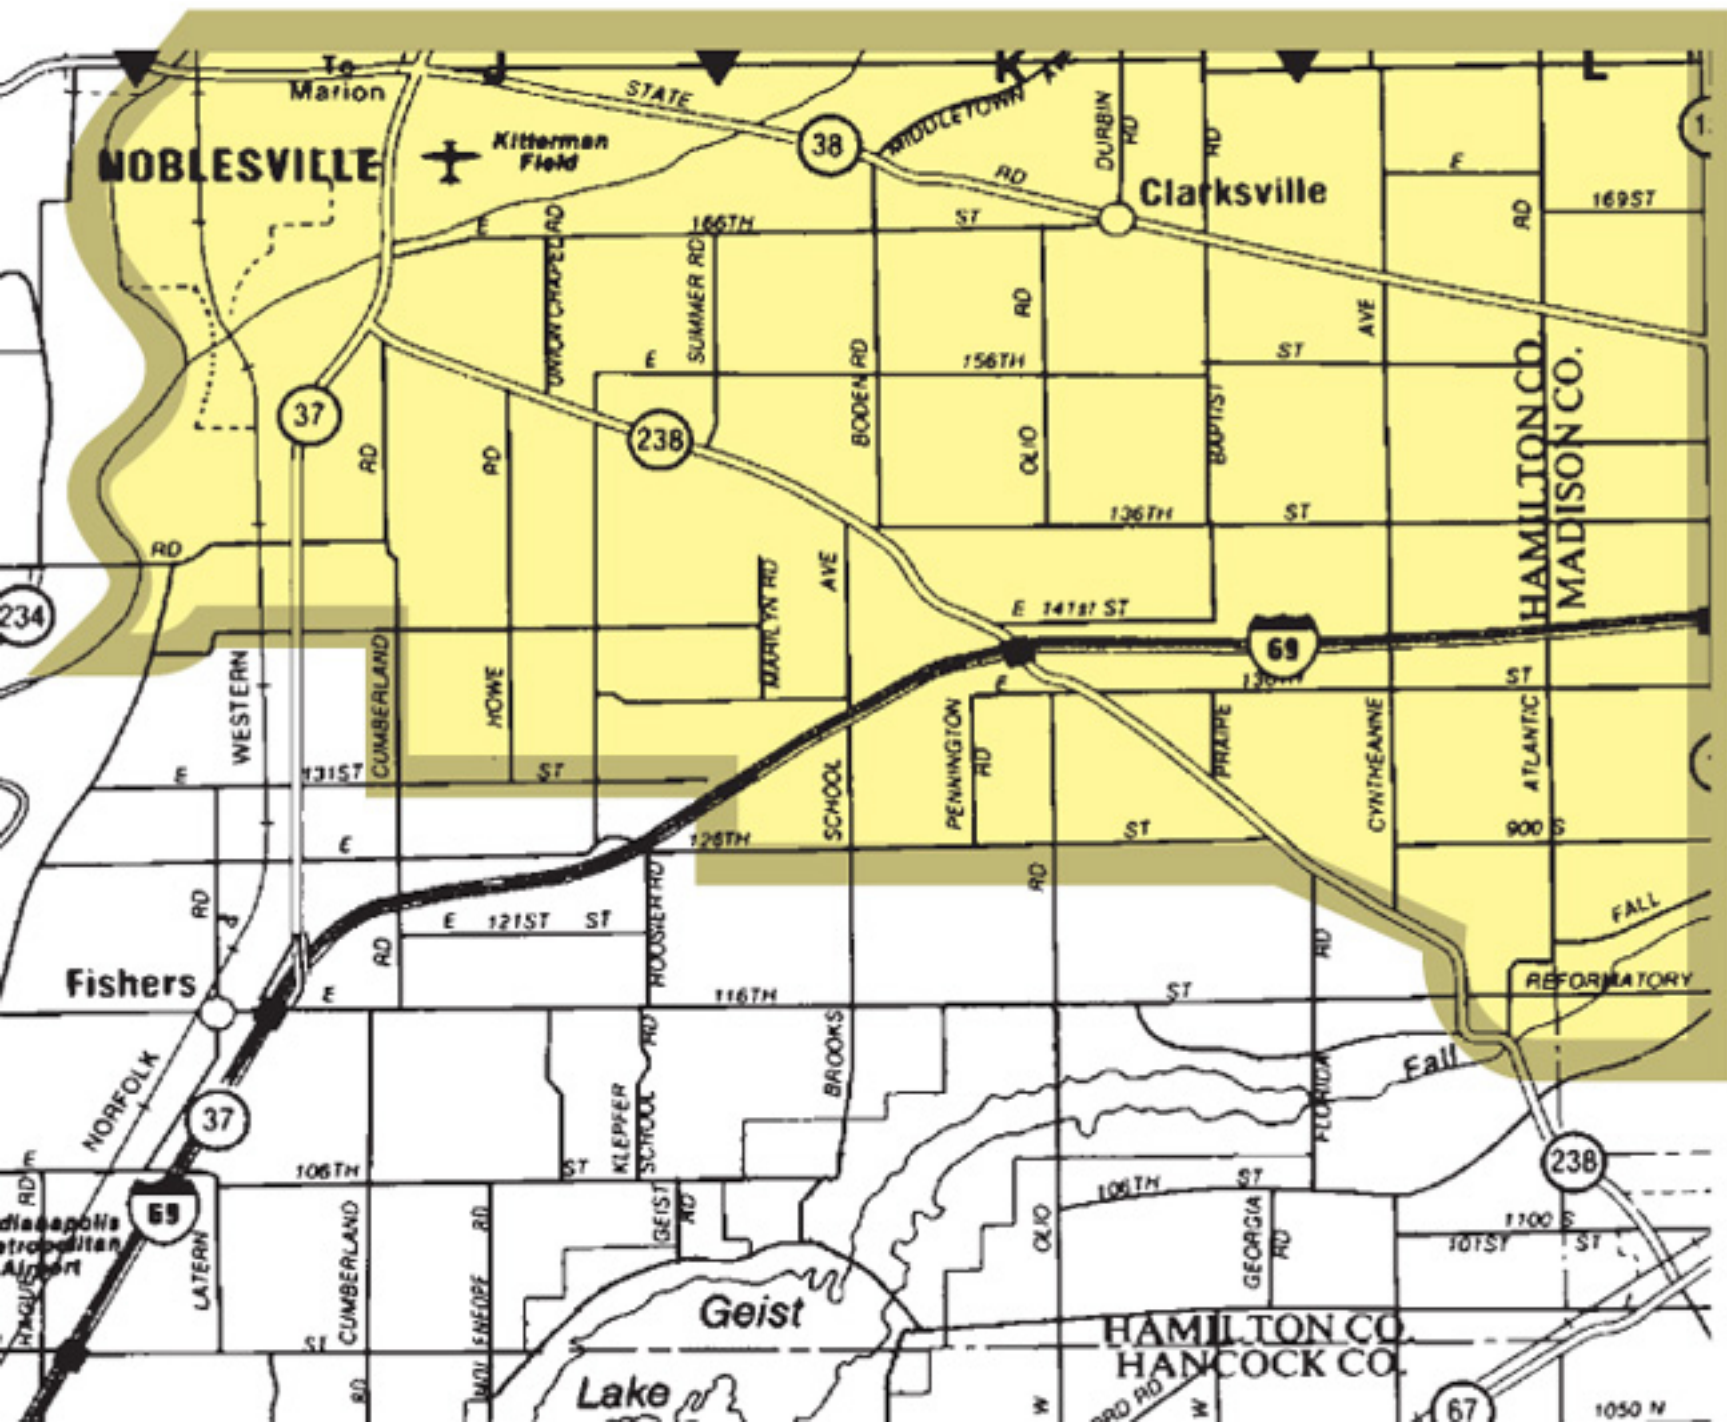 J
K
L
To
Marion
STATE
38
MIDDLETOWN AVE
DURBIN
RD
RD
Kitterman
Field
NOBLESVILLE
RD
Clarksville
E
169ST
RD
E
166TH
ST
UNION CHAPEL RD
SUMMER RD
BODEN RD
RD
AVE
E
156TH
ST
HAMILTON CO.
MADISON CO.
37
238
RD
RD
OLIO
BAPTIST
136TH
ST
RD
234
MARILYN RD
AVE
E 141st ST
69
E
ST
WESTERN
CUMBERLAND
HOWE
SCHOOL
PENNINGTON
RD
PRAIRIE
CYNTHEANNE
ATLANTIC
E
131ST
ST
E
126TH
ST
900 S
RD
RD
E 121ST ST
HOOSIER RD
RD
RD
FALL
Fishers
E
116TH
ST
REFORMATORY
NORFOLK
37
KLEPFER
SCHOOL
RD
BROOKS
FLORIDA
Fall
E
106TH
ST
238
RD
69
GEIST
RD
OLIO
106TH
ST
GEORGIA
RD
1100 S
101ST
ST
LATERN
CUMBERLAND
RD
RD
ST
Geist
Lake
HAMILTON CO.
HANCOCK CO.
W
W
67
1050 N